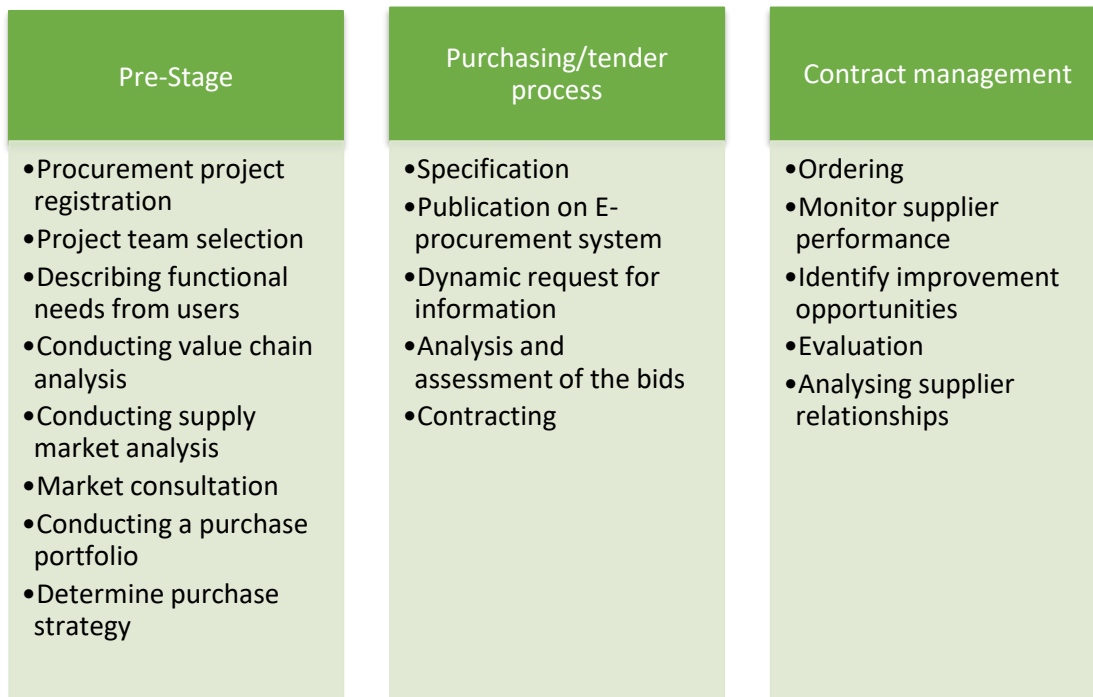 Pre-Stage
•Procurement project
registration
•Project team selection
•Describing functional
needs from users
•Conducting value chain
analysis
•Conducting supply
market analysis
•Market consultation
•Conducting a purchase
portfolio
•Determine purchase
strategy
Purchasing/tender
process
•Specification
•Publication on E-
procurement system
•Dynamic request for
information
•Analysis and
assessment of the bids
•Contracting
Contract management
•Ordering
•Monitor supplier
performance
•Identify improvement
opportunities
•Evaluation
•Analysing supplier
relationships